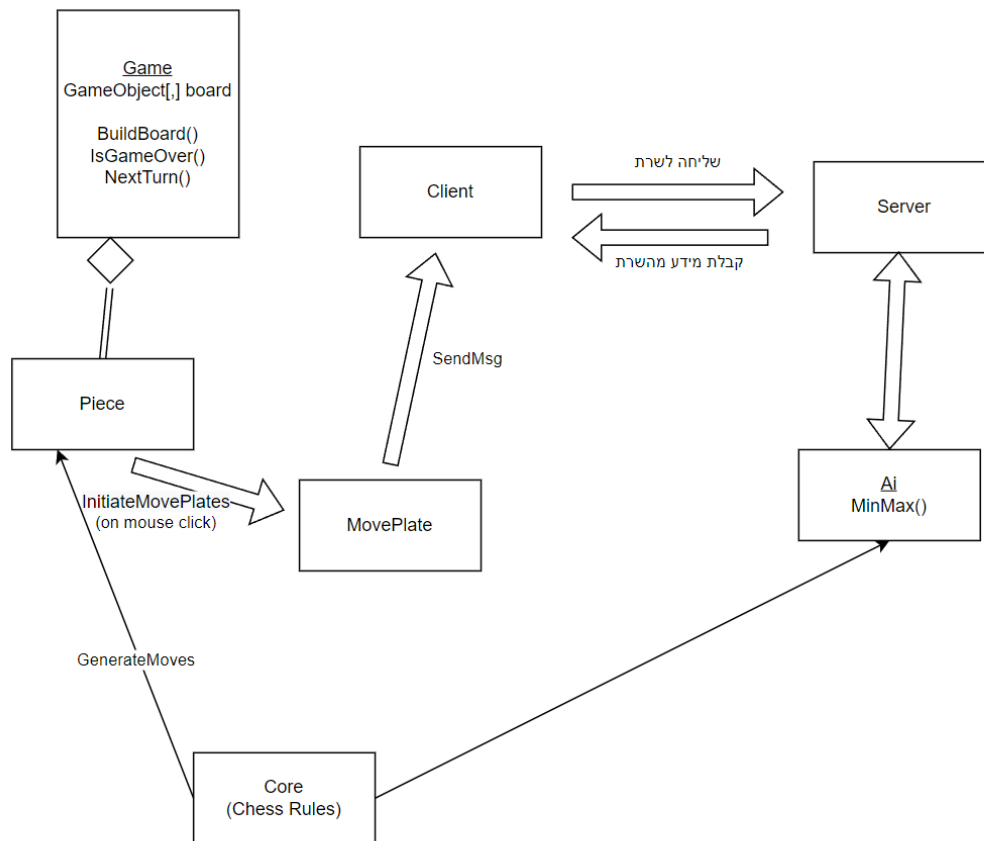 Game
GameObject[,] board
BuildBoard()
IsGameOver()
NextTurn()
Client
שליחה לשרת
קבלת מידע מהשרת
Server
SendMsg
Piece
InitiateMovePlates
(on mouse click)
MovePlate
Ai
MinMax()
GenerateMoves
Core
(Chess Rules)